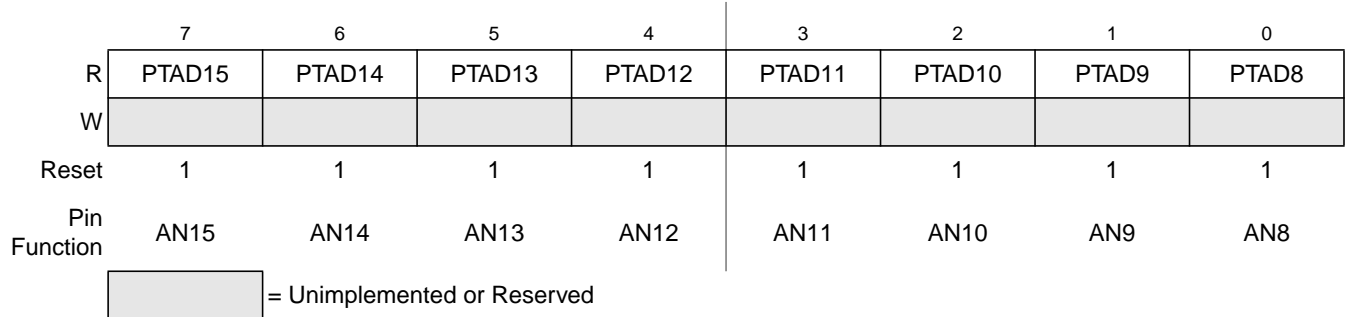 7 6 5 4 3 2 1 0
R PTAD15 PTAD14 PTAD13 PTAD12 PTAD11 PTAD10 PTAD9 PTAD8
W
Reset 1 1 1 1 1 1 1 1
Pin
Function AN15 AN14 AN13 AN12 AN11 AN10 AN9 AN8
= Unimplemented or Reserved